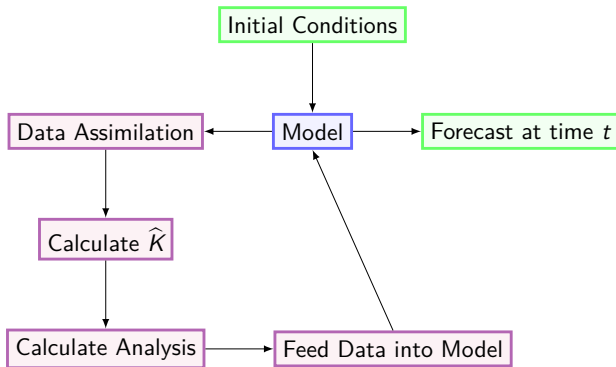 Initial Conditions
Data Assimilation
Model
Forecast at time t
Calculate K̂
Calculate Analysis
Feed Data into Model